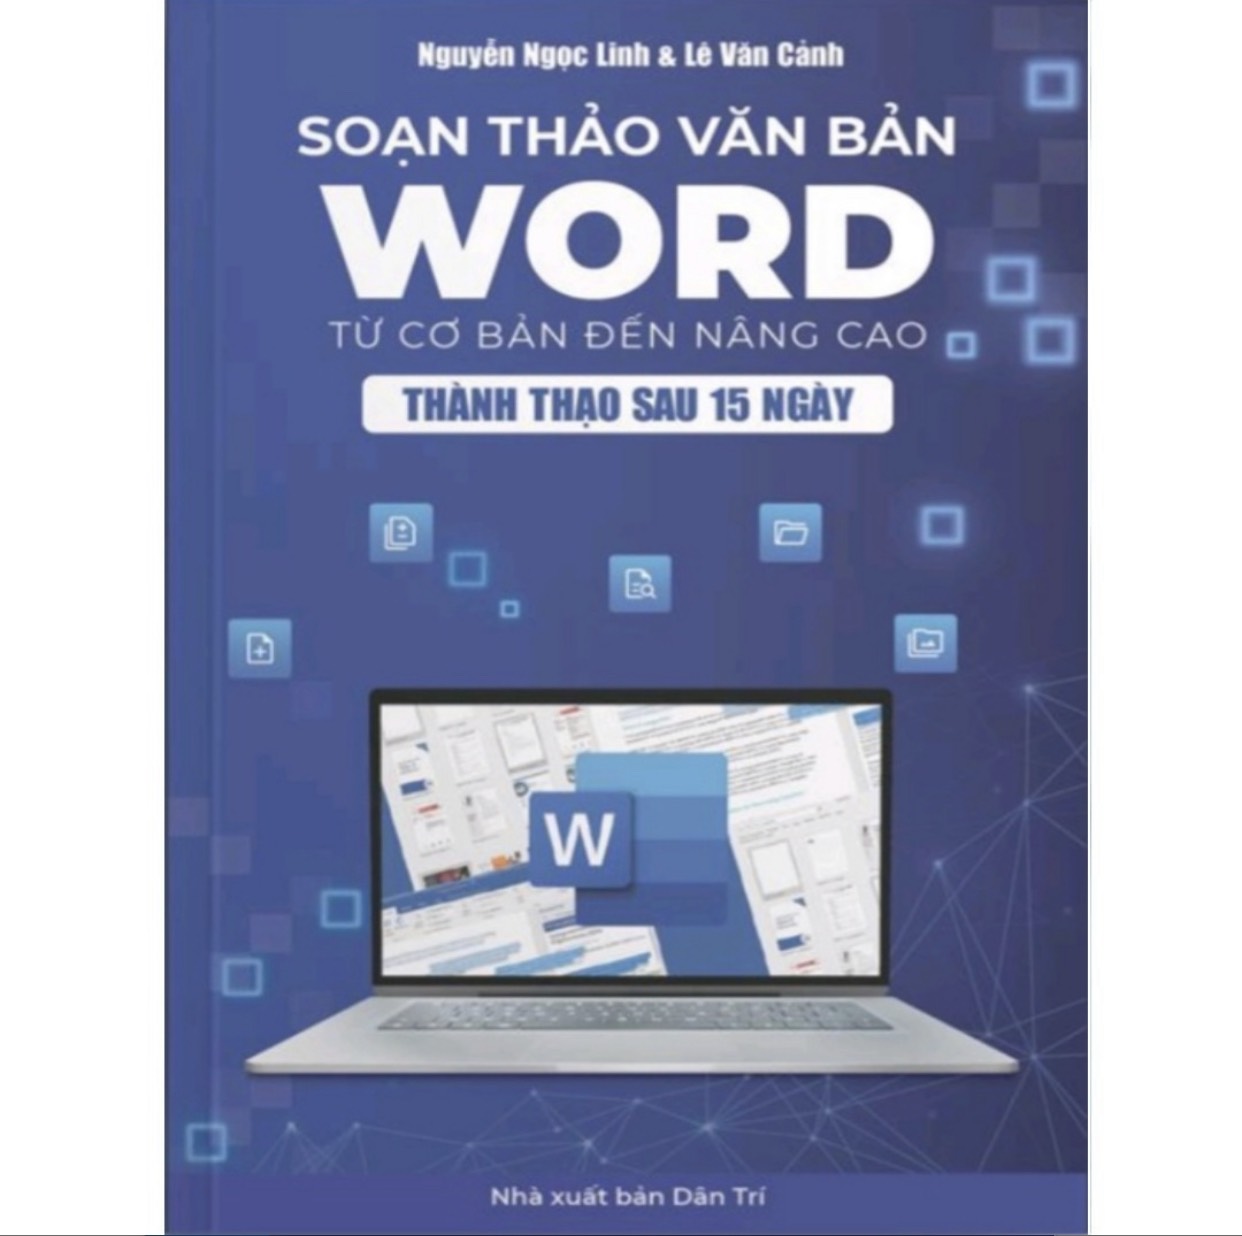 Nguyễn Ngọc Linh & Lê Văn Cảnh
SOẠN THẢO VĂN BẢN
WORD
TỪ CƠ BẢN ĐẾN NÂNG CAO
THÀNH THẠO SAU 15 NGÀY
W
Nhà xuất bản Dân Trí